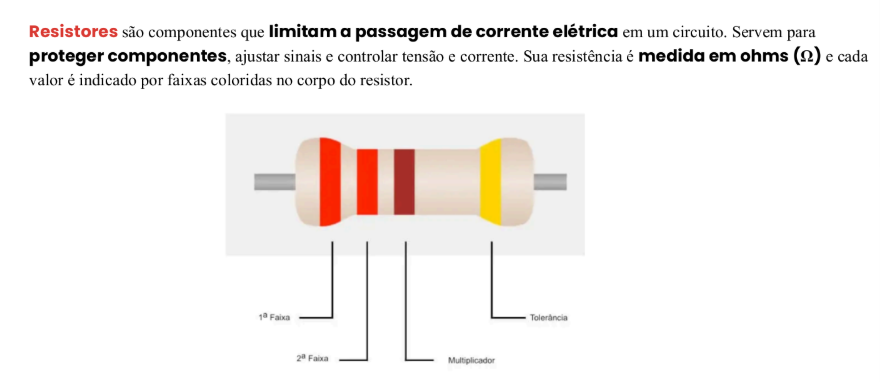 Resistores são componentes que limitam a passagem de corrente elétrica em um circuito. Servem para
proteger componentes, ajustar sinais e controlar tensão e corrente. Sua resistência é medida em ohms (Ω) e cada
valor é indicado por faixas coloridas no corpo do resistor.
1ª Faixa
Tolerância
2ª Faixa
Multiplicador